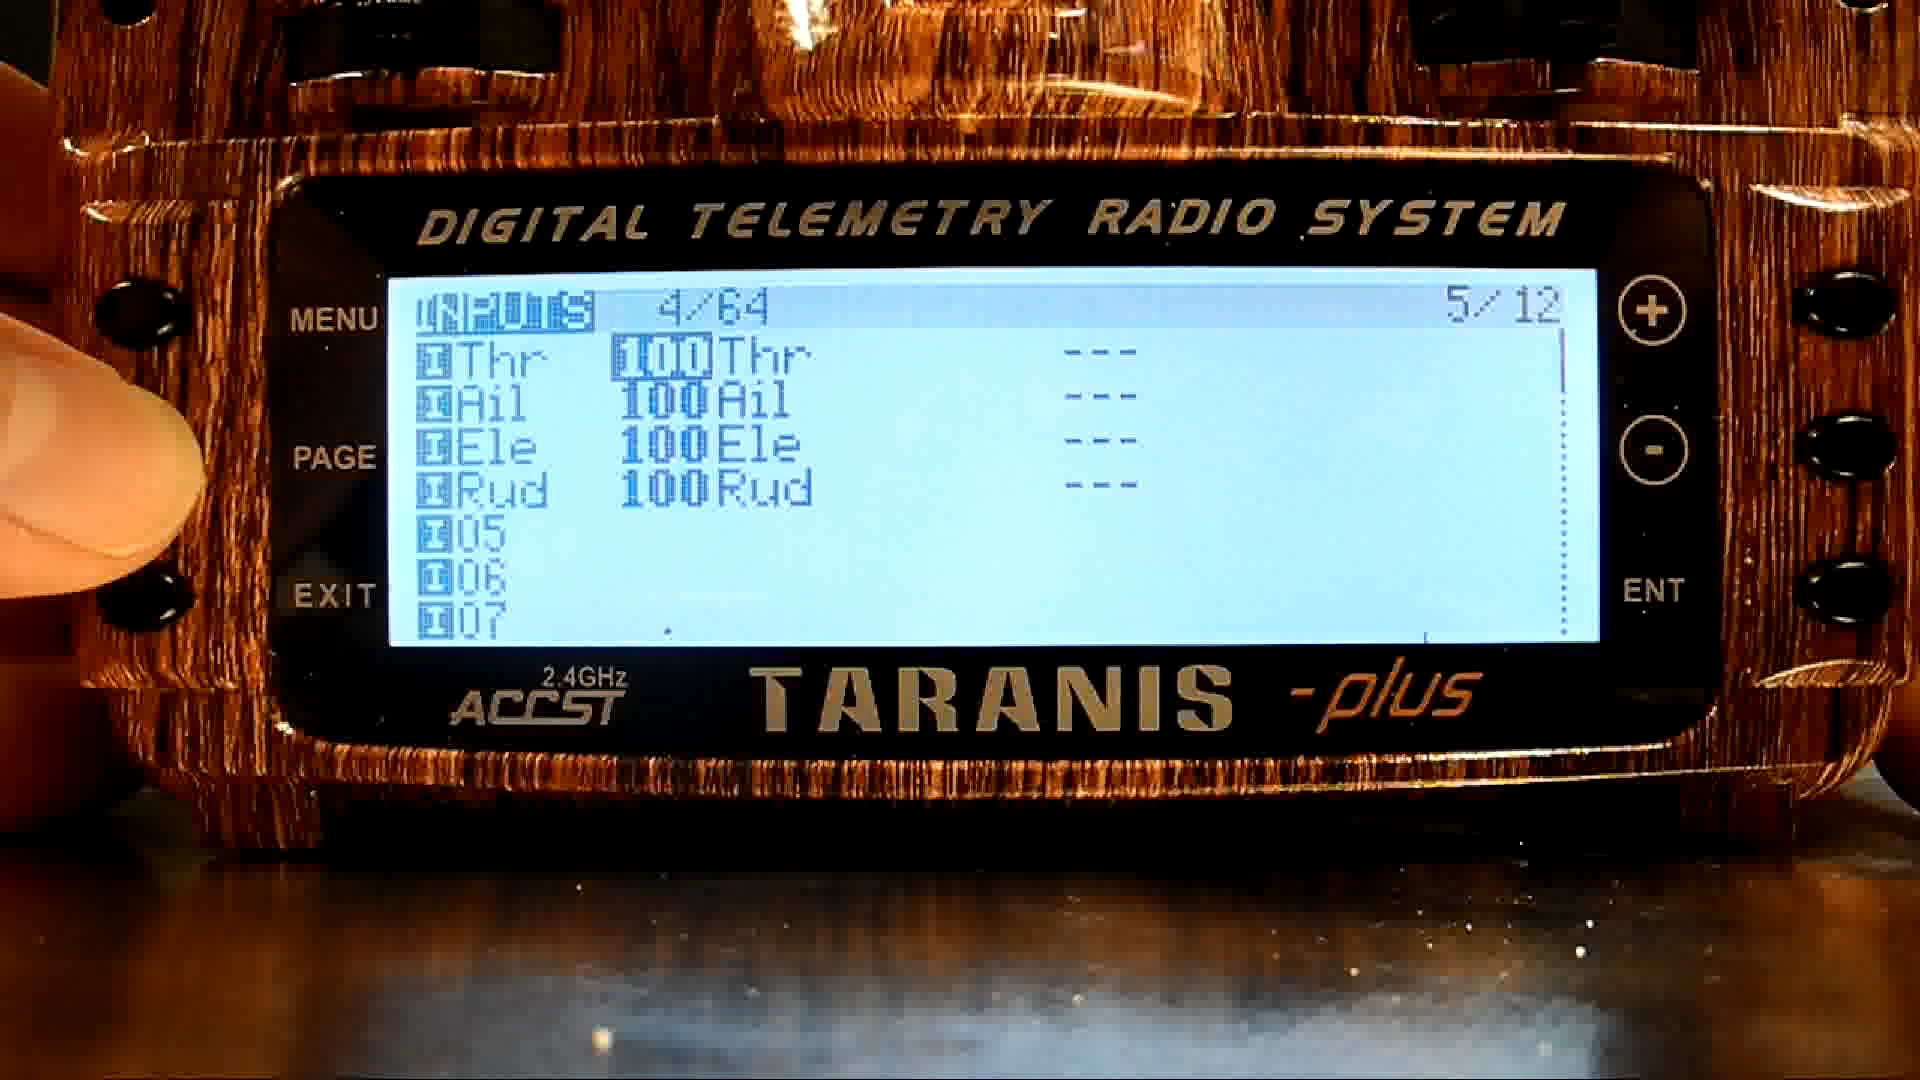 DIGITAL TELEMETRY RADIO SYSTEM
MENU
PAGE
EXIT
INPUTS 4/64 5/12
I Thr 100 Thr ---
I Ail 100 Ail ---
I Ele 100 Ele ---
I Rud 100 Rud ---
I 05
I 06
I 07
+
-
ENT
2.4GHz
ACCST
TARANIS -plus